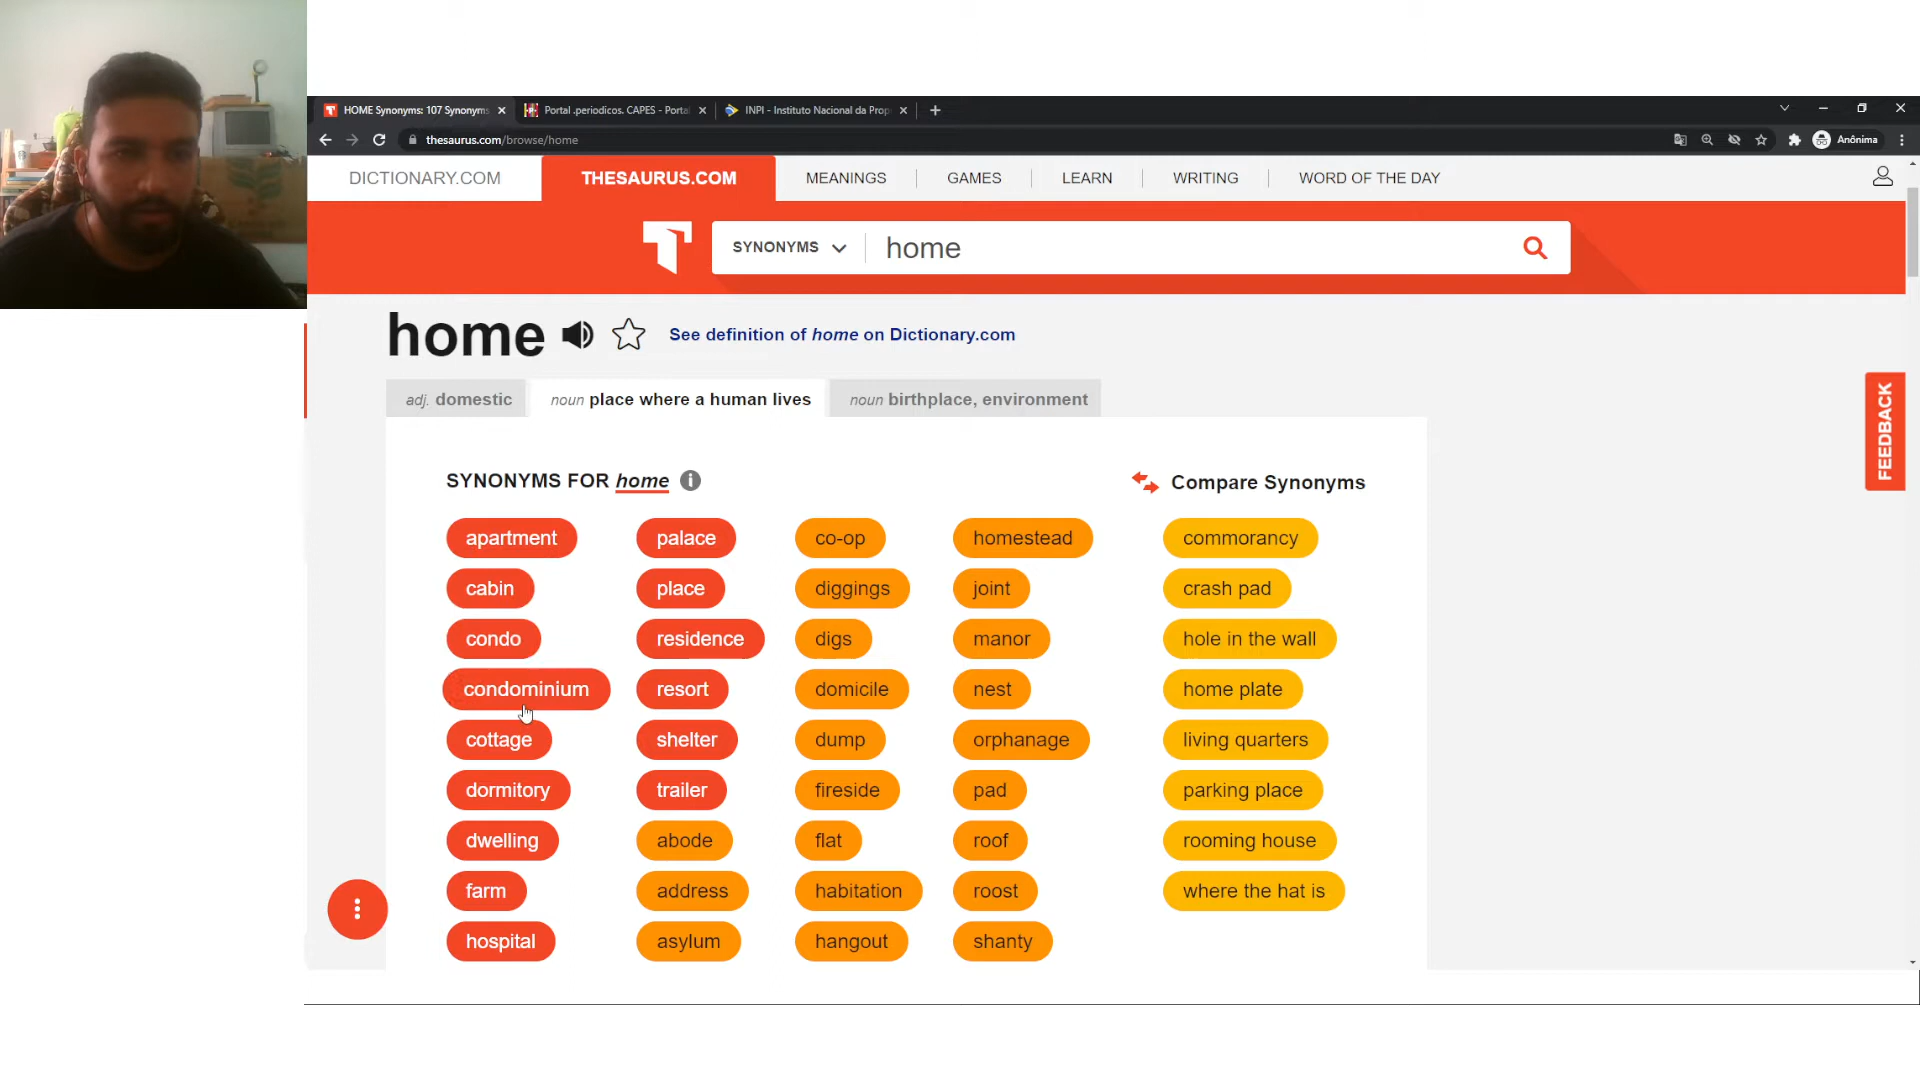 HOME Synonyms: 107 Synonyms
Portal .periodicos. CAPES - Porta
INPI - Instituto Nacional da Prop
thesaurus.com/browse/home
Anônima
DICTIONARY.COM
THESAURUS.COM
MEANINGS
GAMES
LEARN
WRITING
WORD OF THE DAY
SYNONYMS
home
home
See definition of home on Dictionary.com
adj. domestic
noun place where a human lives
noun birthplace, environment
FEEDBACK
SYNONYMS FOR home
Compare Synonyms
apartment
cabin
condo
condominium
cottage
dormitory
dwelling
farm
hospital
palace
place
residence
resort
shelter
trailer
abode
address
asylum
co-op
diggings
digs
domicile
dump
fireside
flat
habitation
hangout
homestead
joint
manor
nest
orphanage
pad
roof
roost
shanty
commorancy
crash pad
hole in the wall
home plate
living quarters
parking place
rooming house
where the hat is